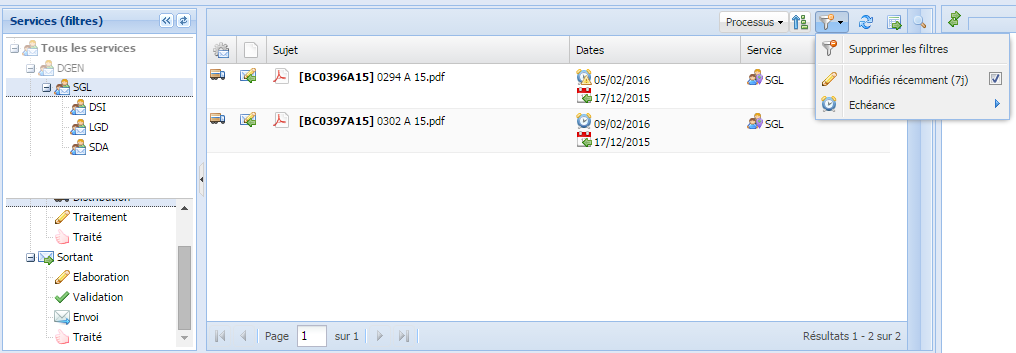 Services (filtres)
Tous les services
DGEN
SGL
DSI
LGD
SDA
Distribution
Traitement
Traité
Sortant
Elaboration
Validation
Envoi
Traité
Processus
Sujet Dates Service
[BC0396A15] 0294 A 15.pdf 05/02/2016 SGL
17/12/2015
[BC0397A15] 0302 A 15.pdf 09/02/2016 SGL
17/12/2015
Supprimer les filtres
Modifiés récemment (7j)
Echéance
Page 1 sur 1 Résultats 1 - 2 sur 2